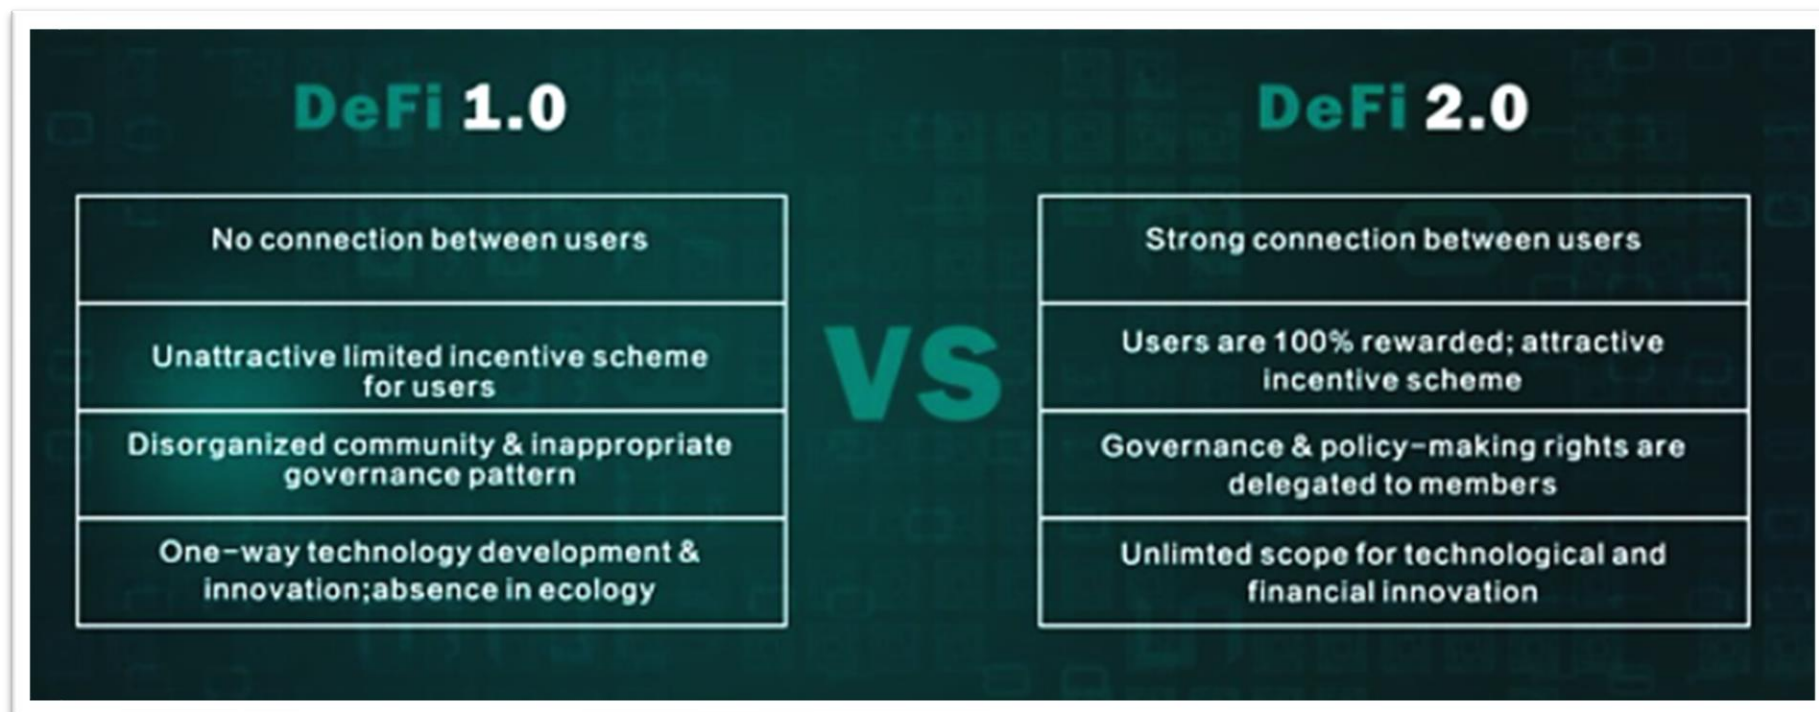 DeFi 1.0
No connection between users
Unattractive limited incentive scheme
for users
Disorganized community & inappropriate
governance pattern
One-way technology development &
innovation;absence in ecology
VS
DeFi 2.0
Strong connection between users
Users are 100% rewarded; attractive
incentive scheme
Governance & policy-making rights are
delegated to members
Unlimted scope for technological and
financial innovation